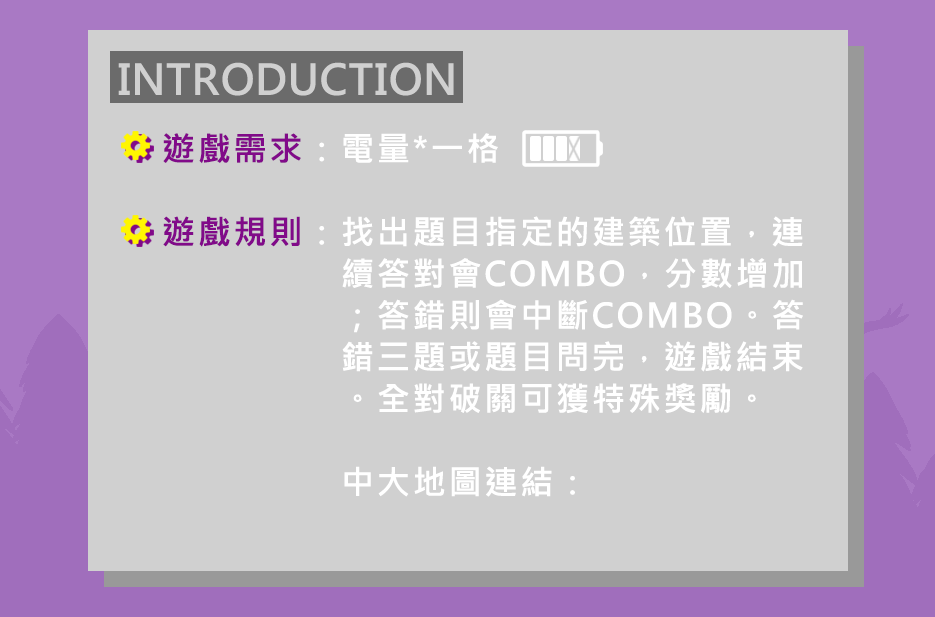 INTRODUCTION
遊戲需求：電量*一格
遊戲規則：找出題目指定的建築位置，連
續答對會COMBO，分數增加
；答錯則會中斷COMBO。答
錯三題或題目問完，遊戲結束
。全對破關可獲特殊獎勵。
中大地圖連結：